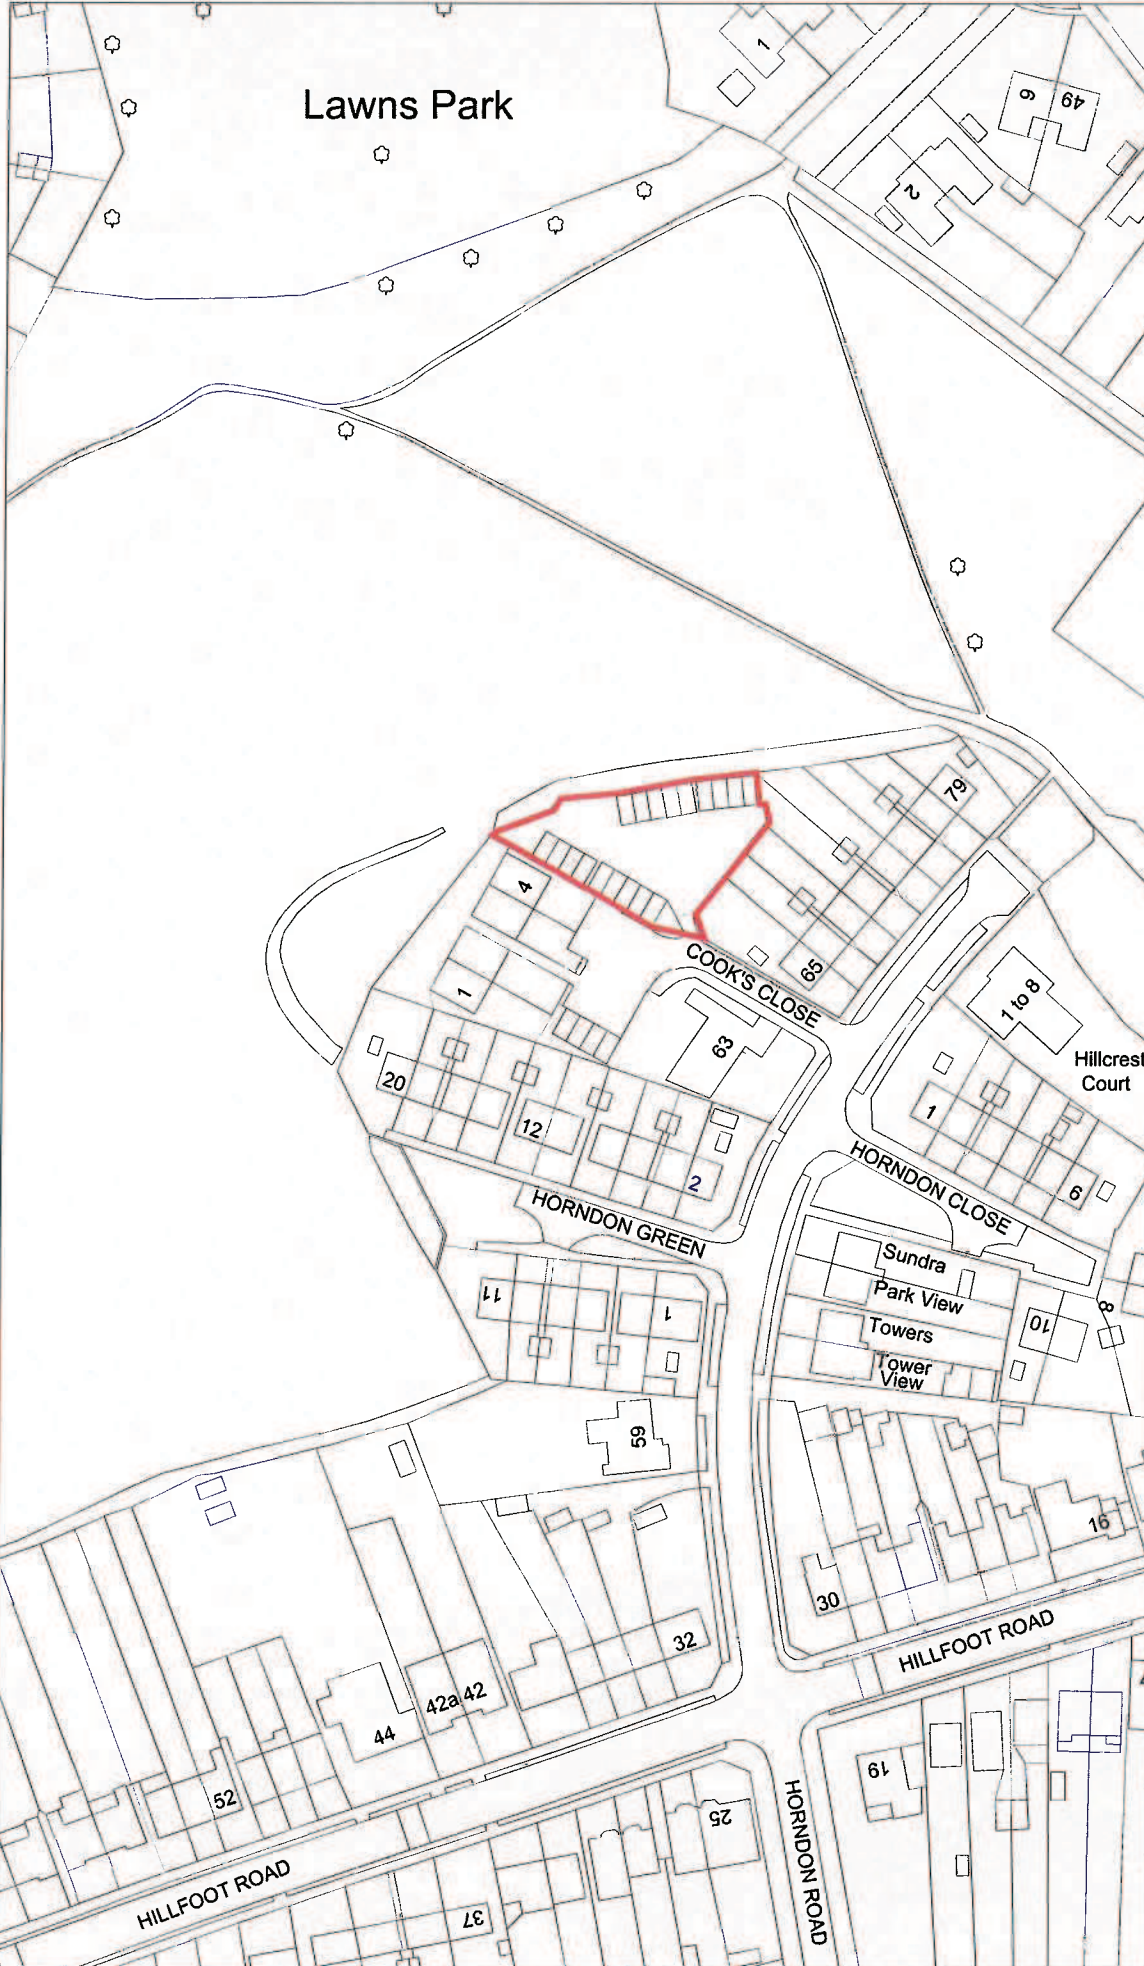 1
6
49
Lawns Park
2
79
4
65
COOK'S CLOSE
1
1 to 8
63
Hillcrest
Court
20
1
12
2
6
HORNDON CLOSE
HORNDON GREEN
Sundra
Park View
11
1
8
10
Towers
Tower
View
59
16
30
32
HILLFOOT ROAD
42a
42
44
52
19
25
HORNDON ROAD
HILLFOOT ROAD
37